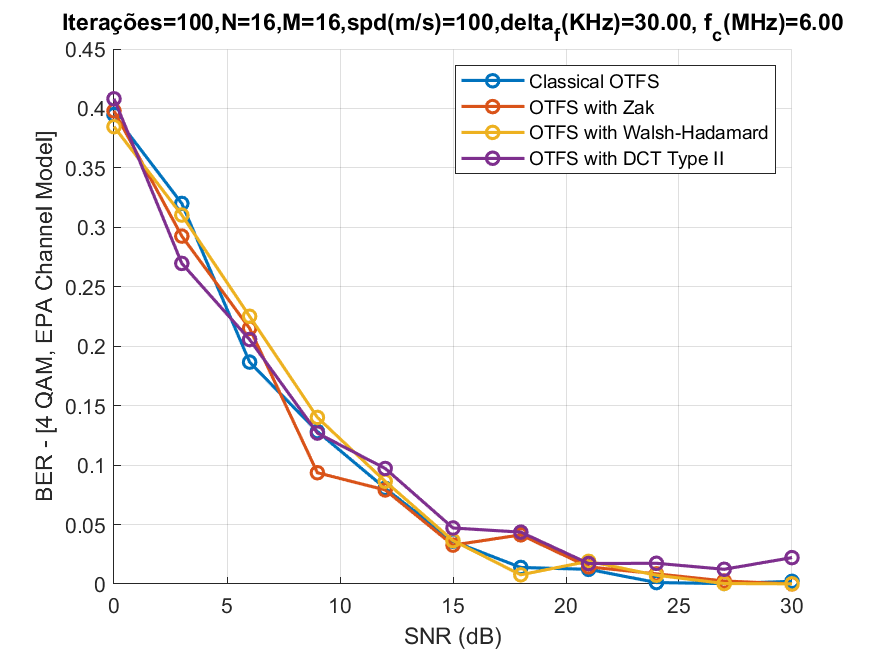 Iterações=100,N=16,M=16,spd(m/s)=100,delta_f(KHz)=30.00, f_c(MHz)=6.00
0.45
0.4
0.35
0.3
0.25
0.2
0.15
0.1
0.05
0
BER - [4 QAM, EPA Channel Model]
Classical OTFS
OTFS with Zak
OTFS with Walsh-Hadamard
OTFS with DCT Type II
0 5 10 15 20 25 30
SNR (dB)